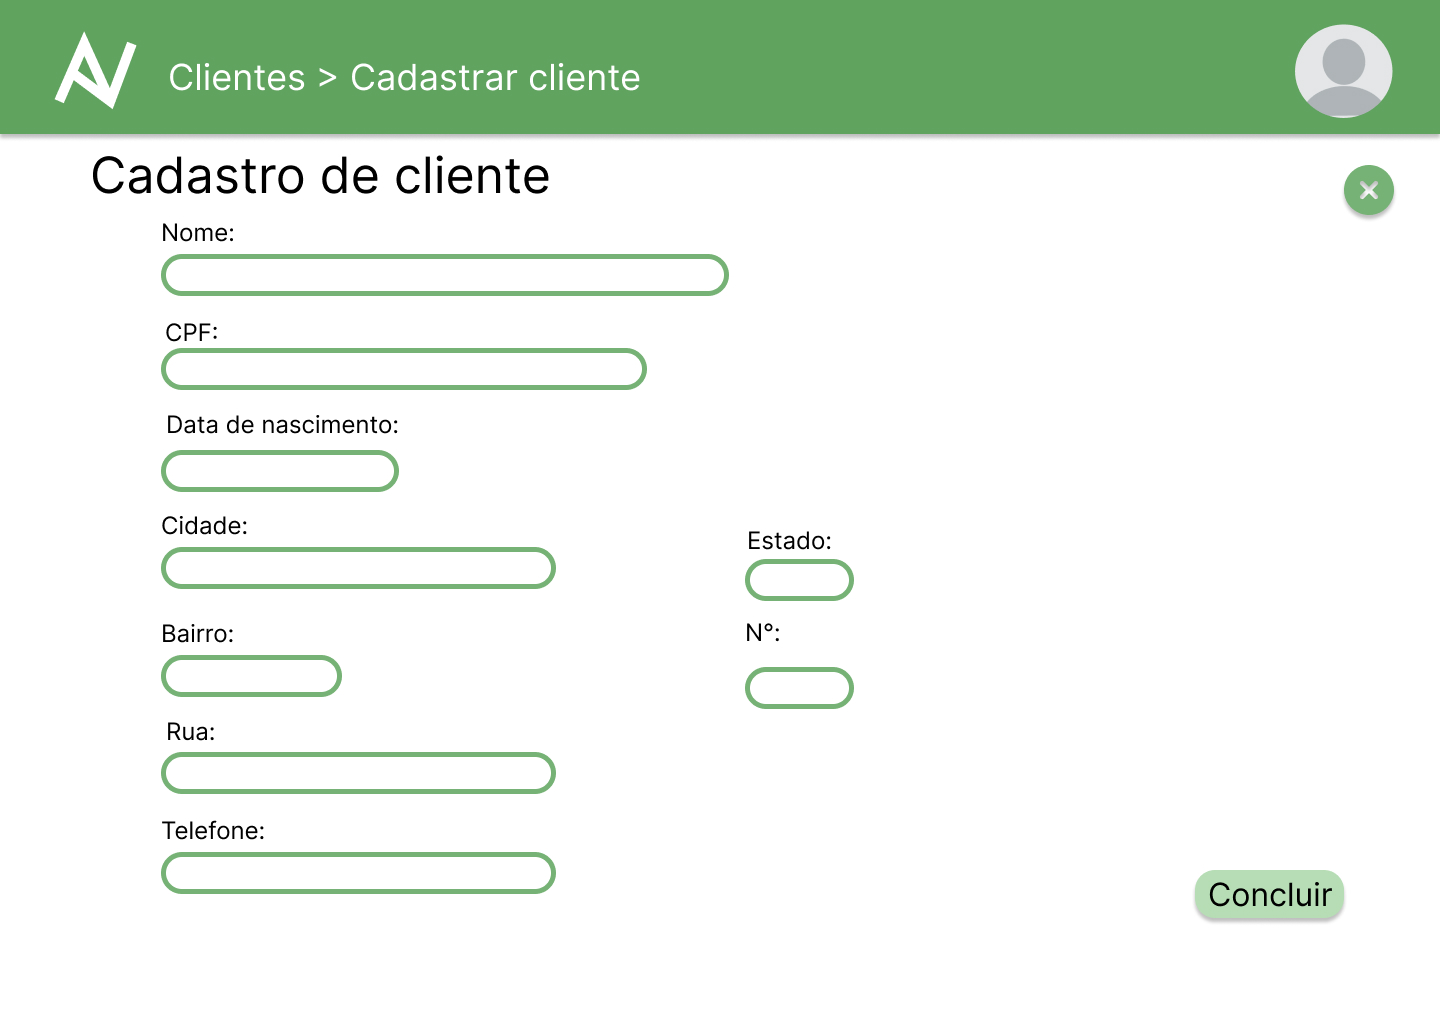 Clientes > Cadastrar cliente
Cadastro de cliente
Nome:
CPF:
Data de nascimento:
Cidade:
Estado:
Bairro:
N°:
Rua:
Telefone:
Concluir